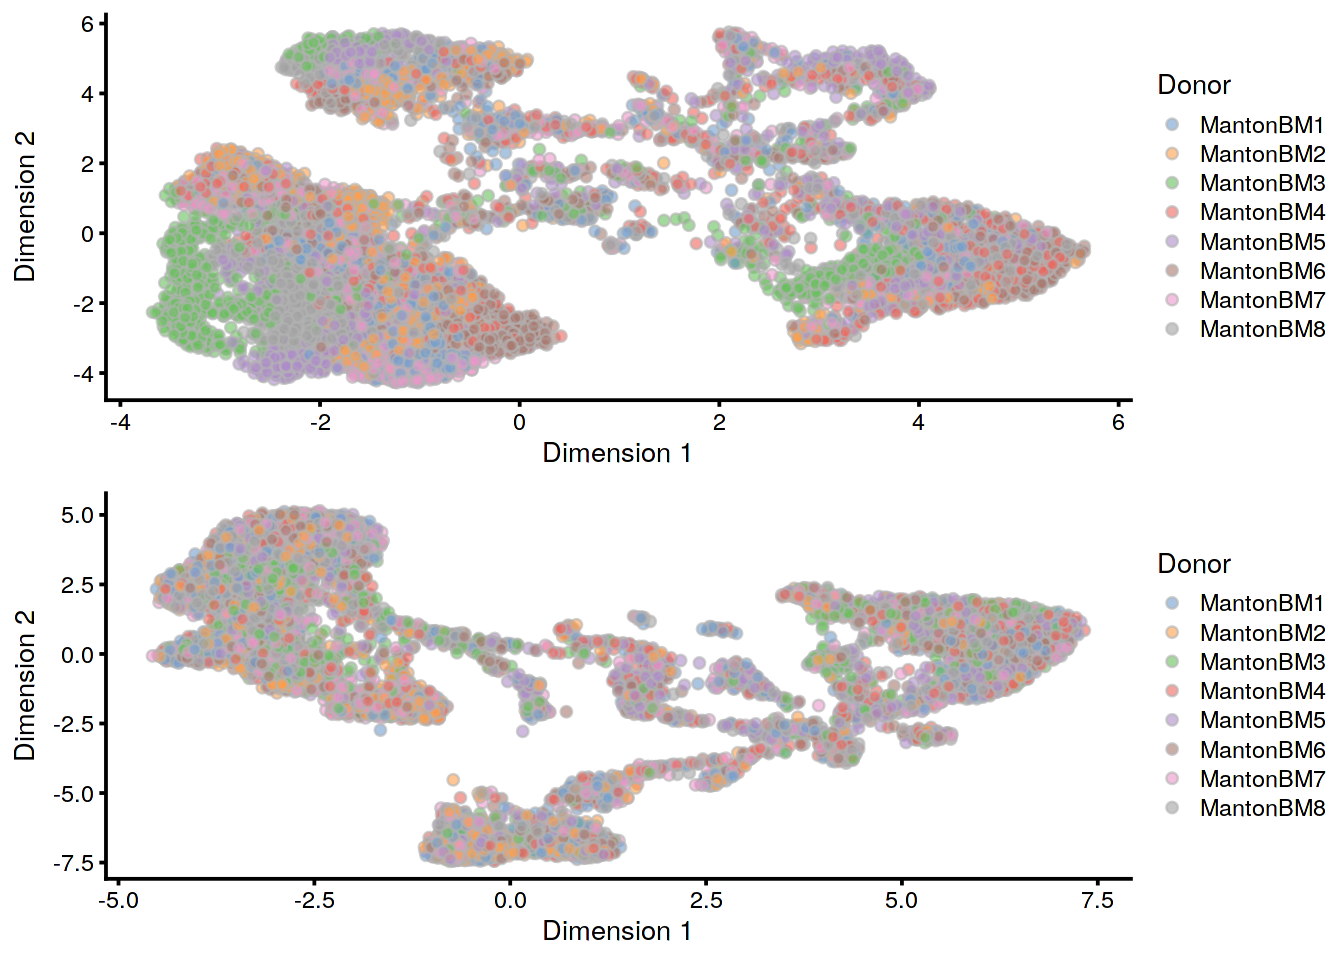 6
4
2
0
-2
-4
Dimension 2
-4 -2 0 2 4 6
Dimension 1
Donor
MantonBM1
MantonBM2
MantonBM3
MantonBM4
MantonBM5
MantonBM6
MantonBM7
MantonBM8
5.0
2.5
0.0
-2.5
-5.0
-7.5
Dimension 2
-5.0 -2.5 0.0 2.5 5.0 7.5
Dimension 1
Donor
MantonBM1
MantonBM2
MantonBM3
MantonBM4
MantonBM5
MantonBM6
MantonBM7
MantonBM8